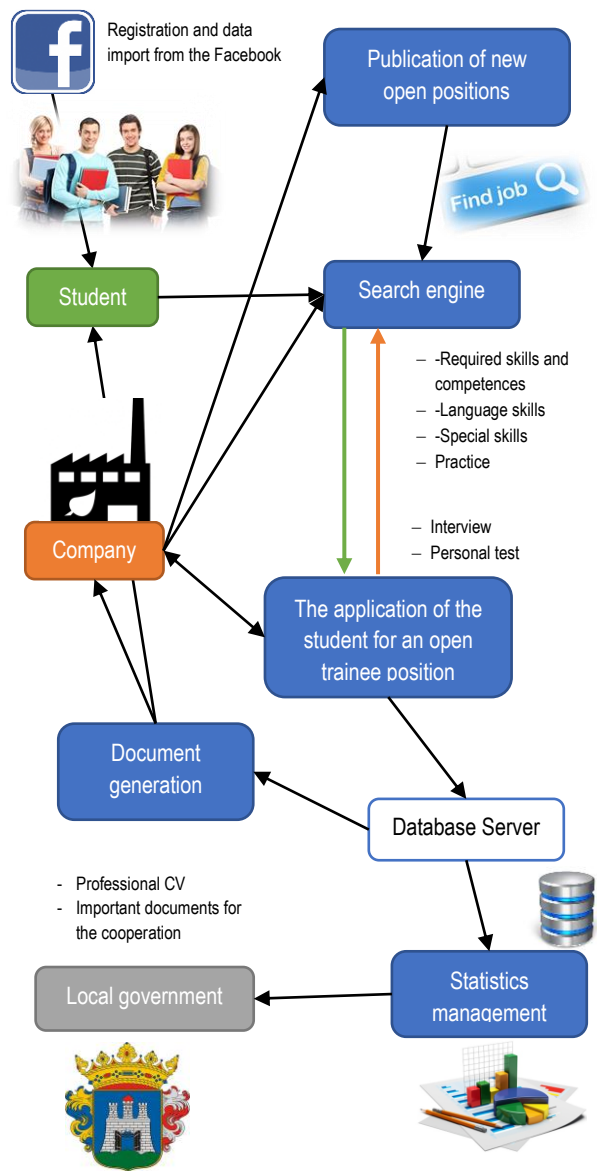 f
Registration and data
import from the Facebook
Publication of new
open positions
Find job
Student
Search engine
– -Required skills and
competences
– -Language skills
– -Special skills
– Practice
– Interview
– Personal test
Company
The application of the
student for an open
trainee position
Document
generation
Database Server
- Professional CV
- Important documents for
the cooperation
Statistics
management
Local government